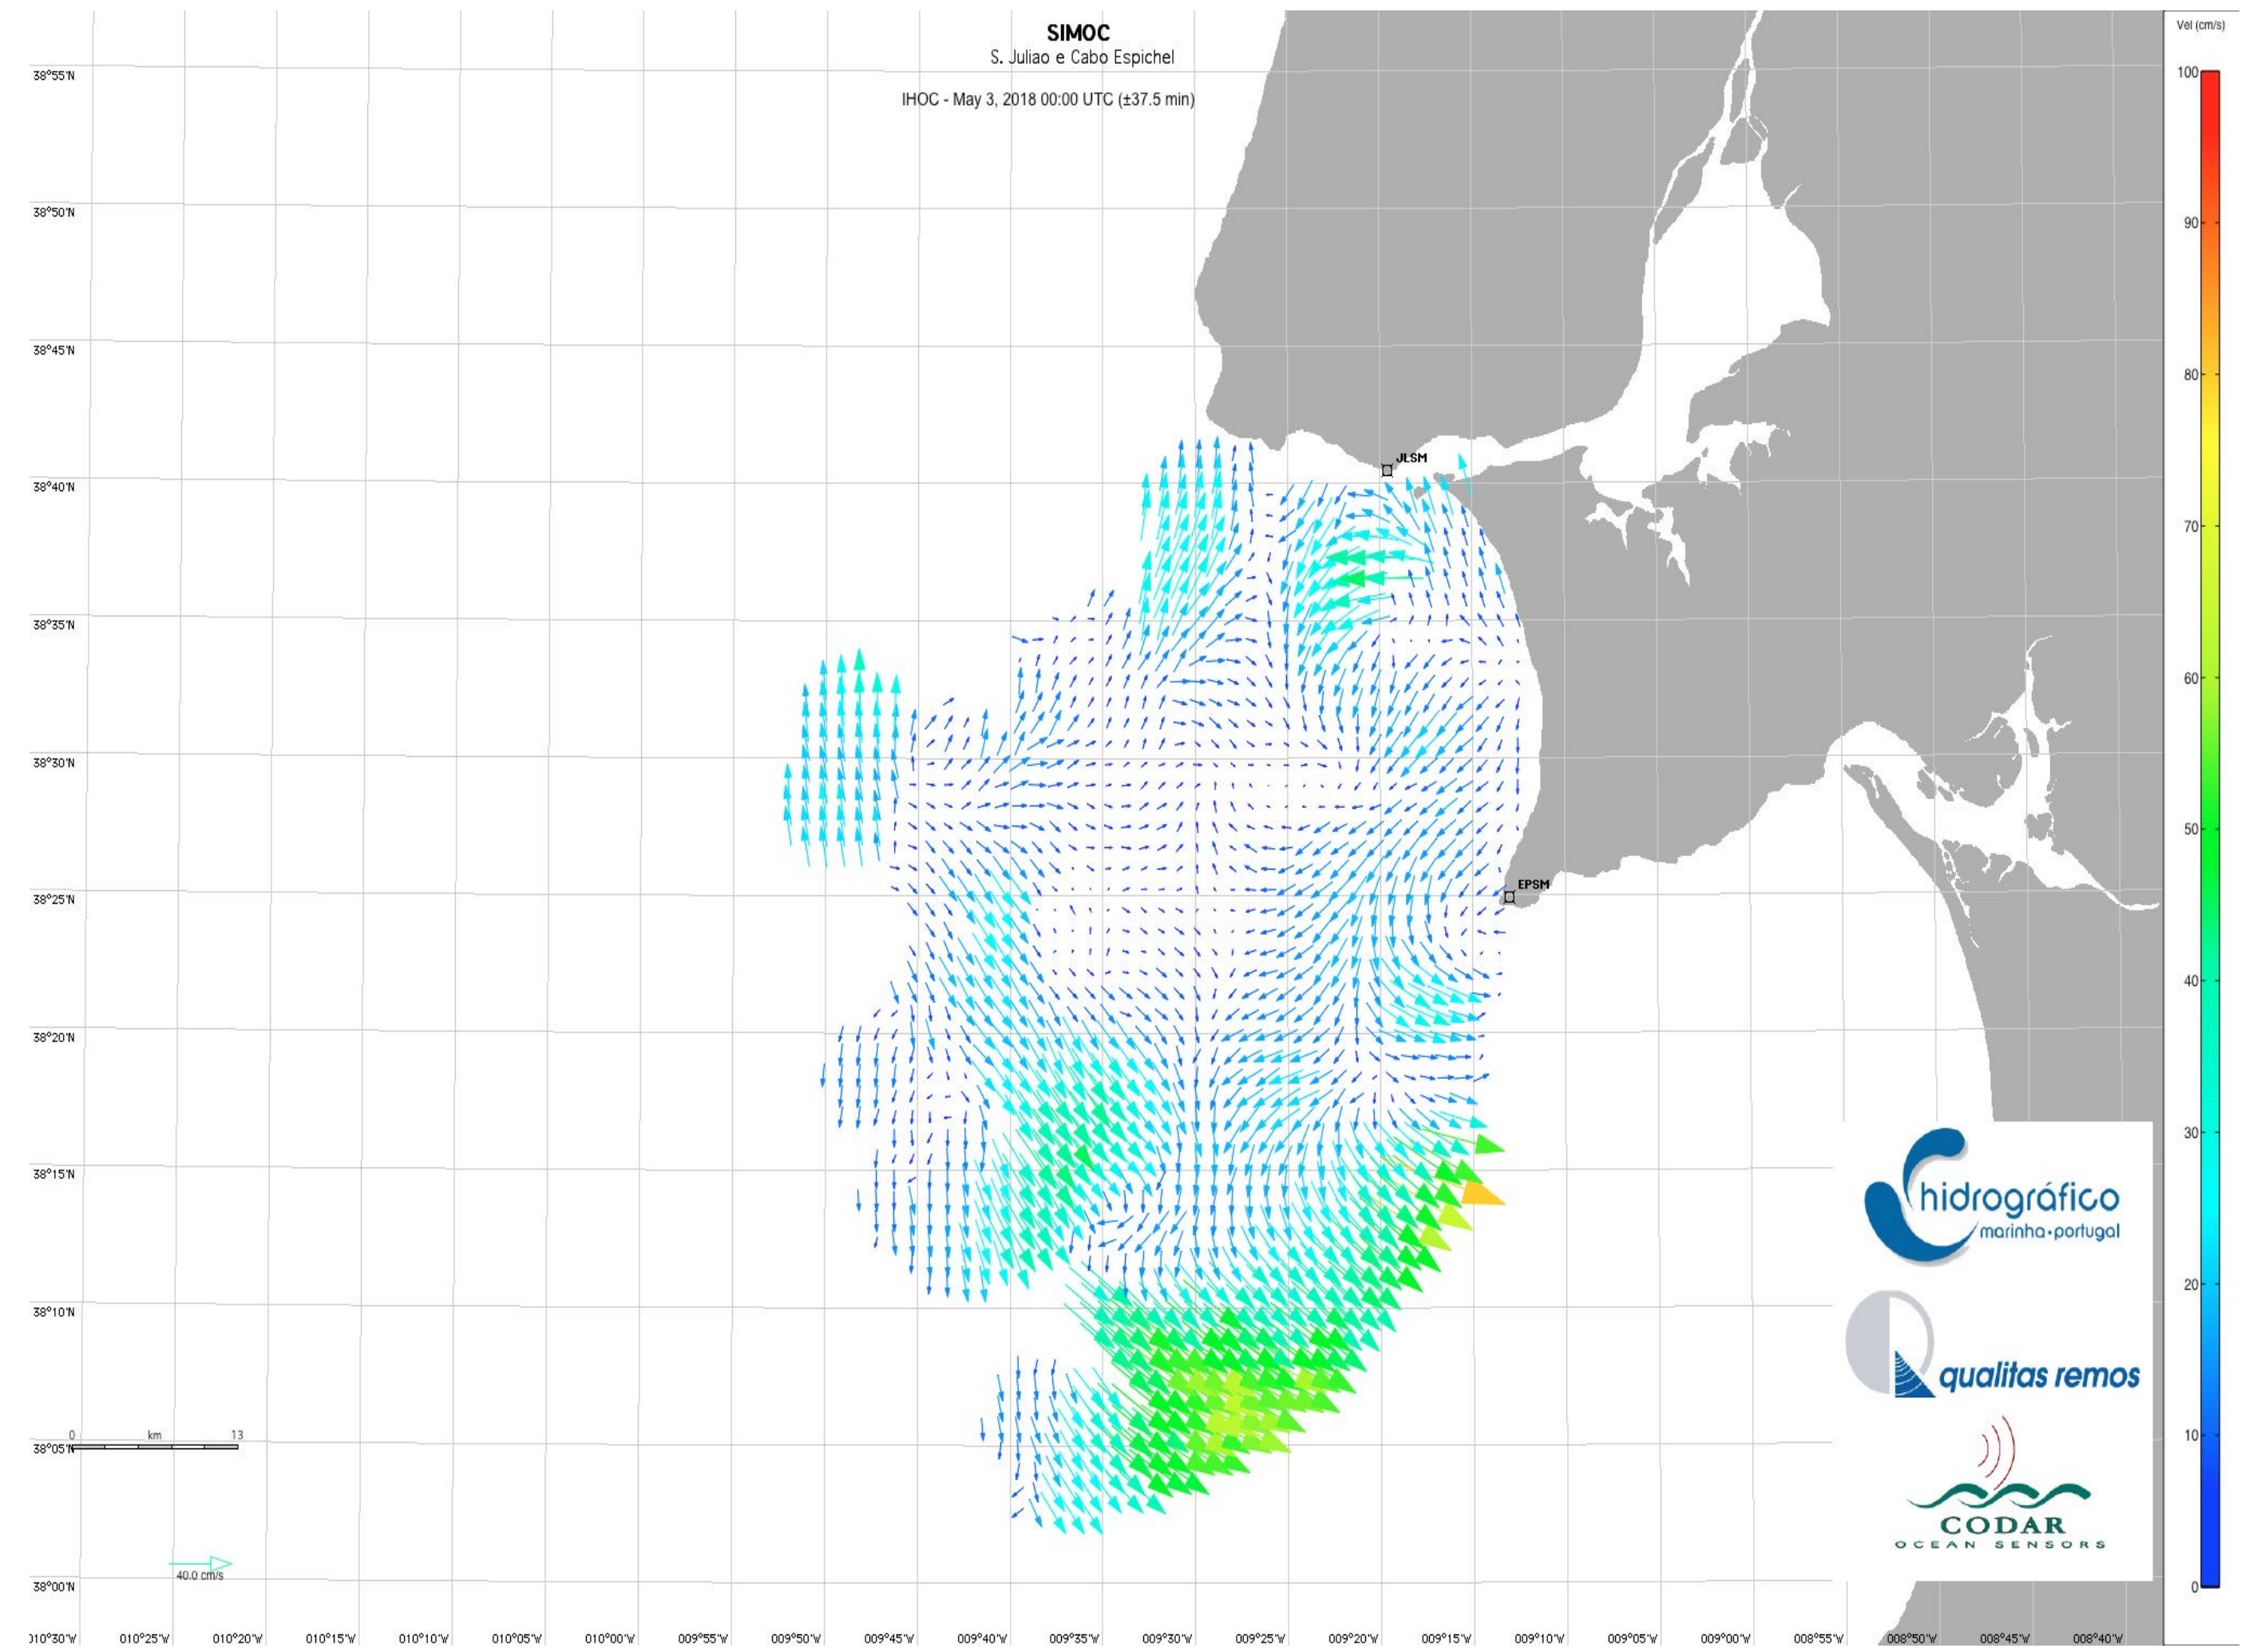 SIMOC
S. Juliao e Cabo Espichel
IHOC - May 3, 2018 00:00 UTC (±37.5 min)
Vel (cm/s)
100
90
80
70
60
50
40
30
20
10
0
38°55'N
38°50'N
38°45'N
38°40'N
38°35'N
38°30'N
38°25'N
38°20'N
38°15'N
38°10'N
38°05'N
38°00'N
JLSM
EPSM
hidrográfico
marinha•portugal
qualitas remos
CODAR
OCEAN SENSORS
0 km 13
40.0 cm/s
010°30'W 010°25'W 010°20'W 010°15'W 010°10'W 010°05'W 010°00'W 009°55'W 009°50'W 009°45'W 009°40'W 009°35'W 009°30'W 009°25'W 009°20'W 009°15'W 009°10'W 009°05'W 009°00'W 008°55'W 008°50'W 008°45'W 008°40'W